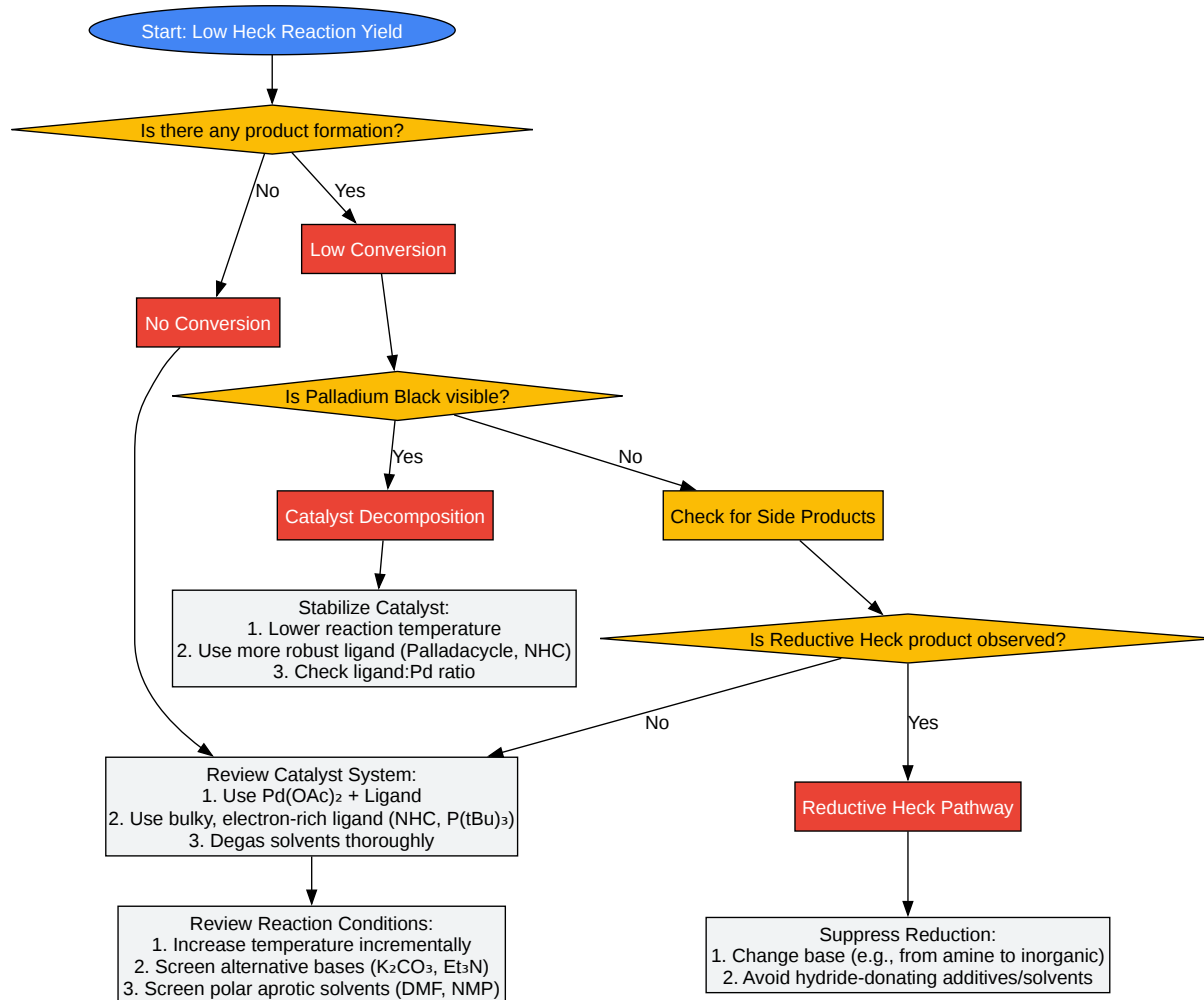 Start: Low Heck Reaction Yield
Is there any product formation?
No
Yes
Low Conversion
No Conversion
Is Palladium Black visible?
Yes
No
Catalyst Decomposition
Check for Side Products
Stabilize Catalyst:
1. Lower reaction temperature
2. Use more robust ligand (Palladacycle, NHC)
3. Check ligand:Pd ratio
Is Reductive Heck product observed?
No
Yes
Review Catalyst System:
1. Use Pd(OAc)₂ + Ligand
2. Use bulky, electron-rich ligand (NHC, P(tBu)₃)
3. Degas solvents thoroughly
Reductive Heck Pathway
Review Reaction Conditions:
1. Increase temperature incrementally
2. Screen alternative bases (K₂CO₃, Et₃N)
3. Screen polar aprotic solvents (DMF, NMP)
Suppress Reduction:
1. Change base (e.g., from amine to inorganic)
2. Avoid hydride-donating additives/solvents